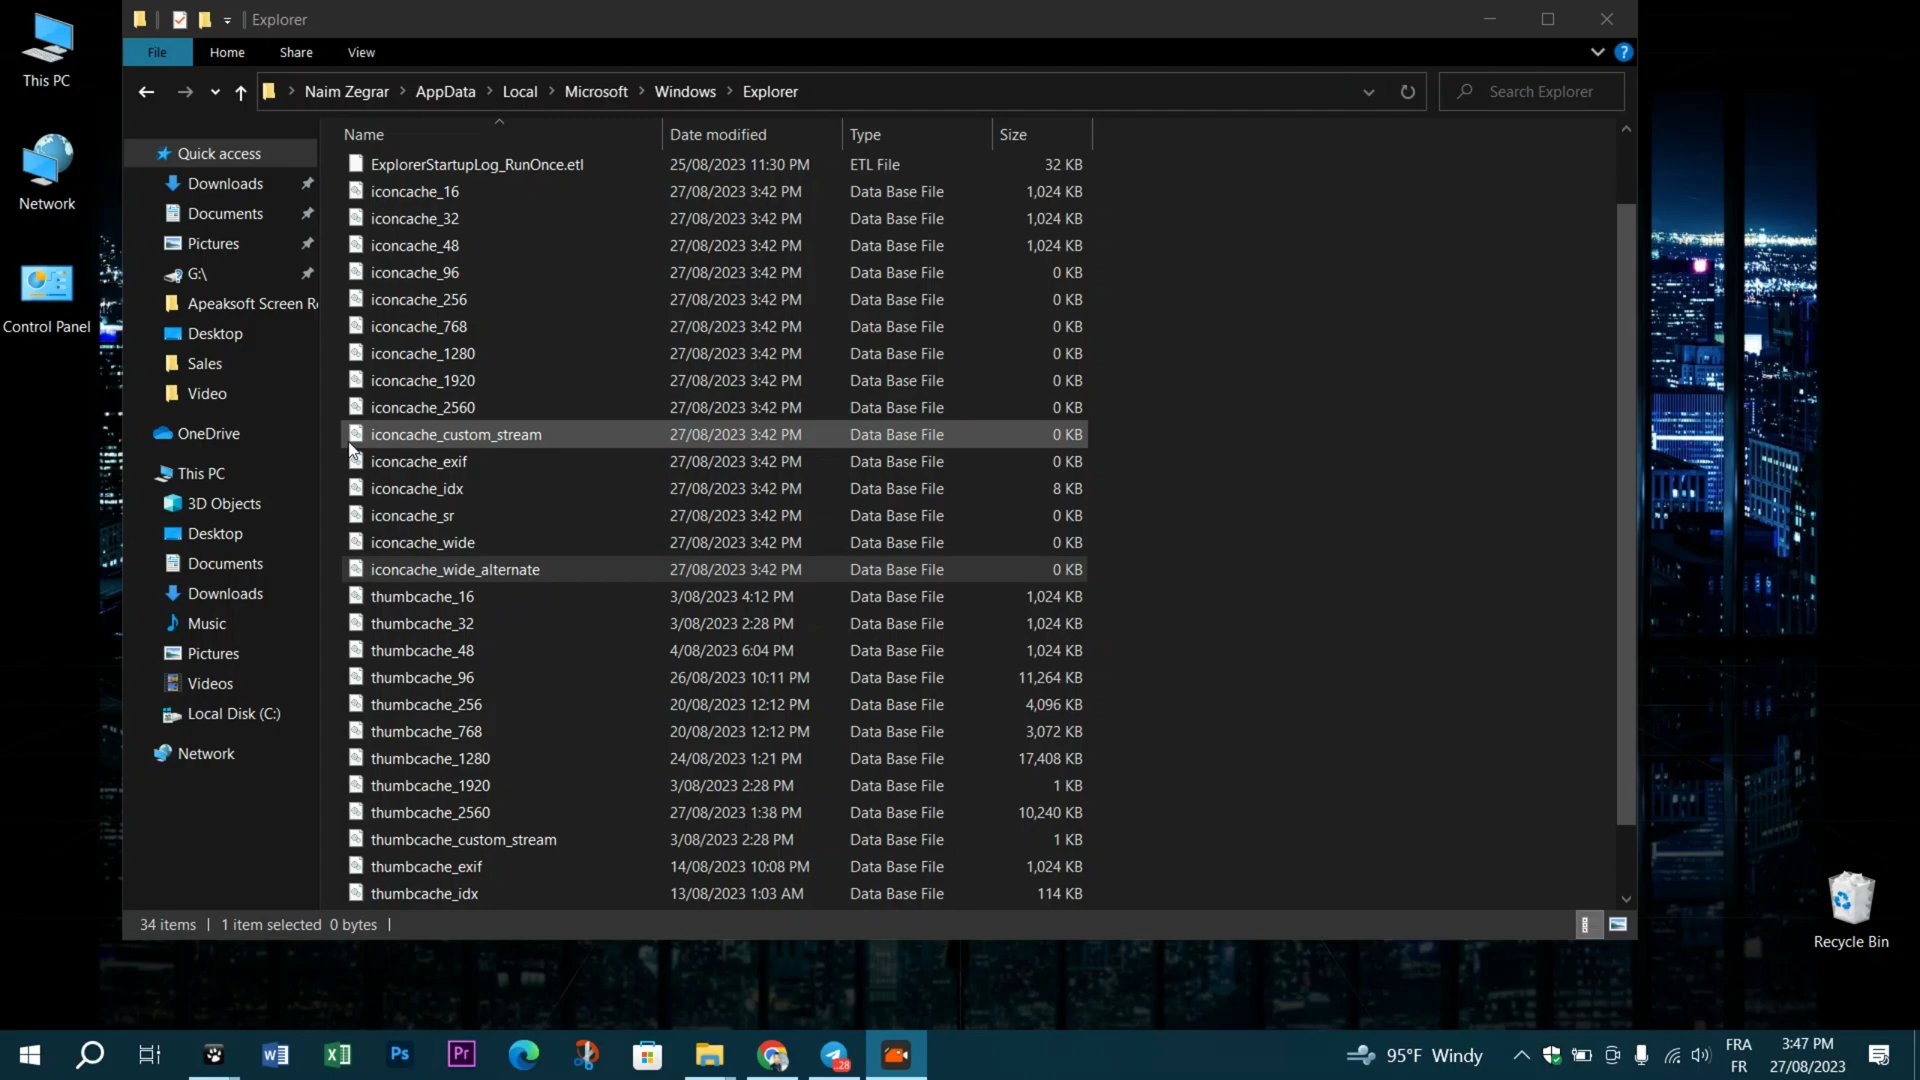 Explorer
File Home Share View
Naim Zegrar AppData Local Microsoft Windows Explorer
Search Explorer
This PC
Network
Control Panel
Recycle Bin
Quick access
Downloads
Documents
Pictures
G:\
Apeaksoft Screen Re
Desktop
Sales
Video
OneDrive
This PC
3D Objects
Desktop
Documents
Downloads
Music
Pictures
Videos
Local Disk (C:)
Network
Name Date modified Type Size
ExplorerStartupLog_RunOnce.etl 25/08/2023 11:30 PM ETL File 32 KB
iconcache_16 27/08/2023 3:42 PM Data Base File 1,024 KB
iconcache_32 27/08/2023 3:42 PM Data Base File 1,024 KB
iconcache_48 27/08/2023 3:42 PM Data Base File 1,024 KB
iconcache_96 27/08/2023 3:42 PM Data Base File 0 KB
iconcache_256 27/08/2023 3:42 PM Data Base File 0 KB
iconcache_768 27/08/2023 3:42 PM Data Base File 0 KB
iconcache_1280 27/08/2023 3:42 PM Data Base File 0 KB
iconcache_1920 27/08/2023 3:42 PM Data Base File 0 KB
iconcache_2560 27/08/2023 3:42 PM Data Base File 0 KB
iconcache_custom_stream 27/08/2023 3:42 PM Data Base File 0 KB
iconcache_exif 27/08/2023 3:42 PM Data Base File 0 KB
iconcache_idx 27/08/2023 3:42 PM Data Base File 8 KB
iconcache_sr 27/08/2023 3:42 PM Data Base File 0 KB
iconcache_wide 27/08/2023 3:42 PM Data Base File 0 KB
iconcache_wide_alternate 27/08/2023 3:42 PM Data Base File 0 KB
thumbcache_16 3/08/2023 4:12 PM Data Base File 1,024 KB
thumbcache_32 3/08/2023 2:28 PM Data Base File 1,024 KB
thumbcache_48 4/08/2023 6:04 PM Data Base File 1,024 KB
thumbcache_96 26/08/2023 10:11 PM Data Base File 11,264 KB
thumbcache_256 20/08/2023 12:12 PM Data Base File 4,096 KB
thumbcache_768 20/08/2023 12:12 PM Data Base File 3,072 KB
thumbcache_1280 24/08/2023 1:21 PM Data Base File 17,408 KB
thumbcache_1920 3/08/2023 2:28 PM Data Base File 1 KB
thumbcache_2560 27/08/2023 1:38 PM Data Base File 10,240 KB
thumbcache_custom_stream 3/08/2023 2:28 PM Data Base File 1 KB
thumbcache_exif 14/08/2023 10:08 PM Data Base File 1,024 KB
thumbcache_idx 13/08/2023 1:03 AM Data Base File 114 KB
34 items 1 item selected 0 bytes
Ps Pr 28 95°F Windy FRA 3:47 PM
FR 27/08/2023